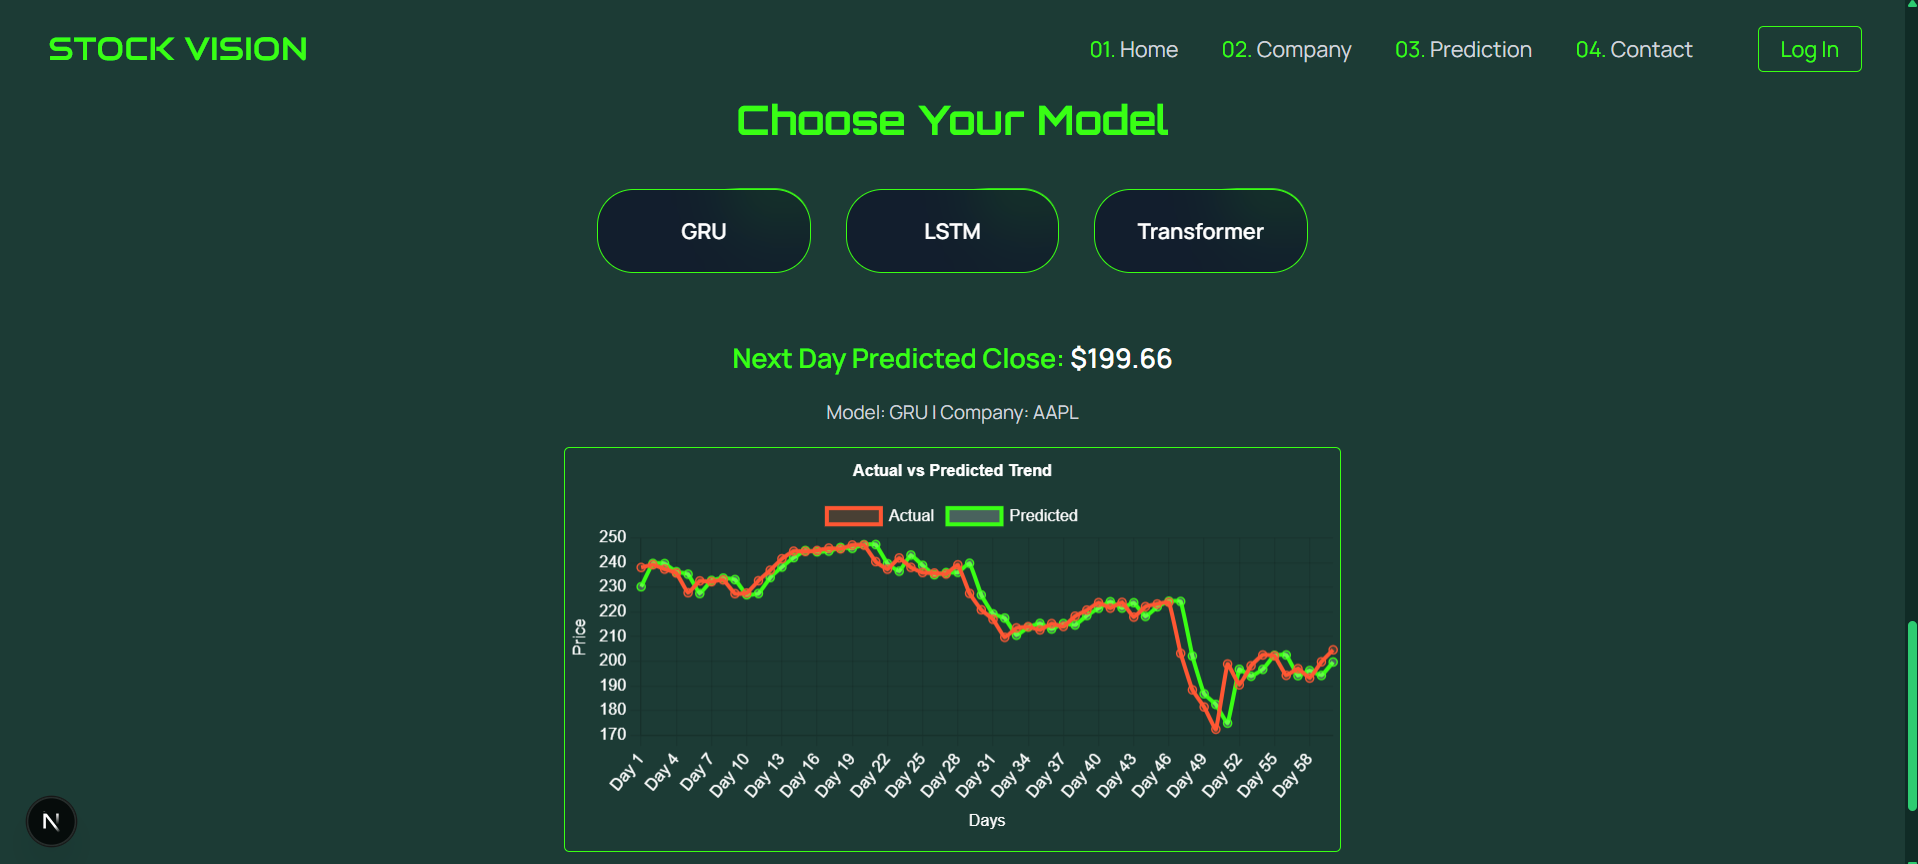 STOCK VISION
01. Home 02. Company 03. Prediction 04. Contact Log In
Choose Your Model
GRU LSTM Transformer
Next Day Predicted Close: $199.66
Model: GRU | Company: AAPL
Actual vs Predicted Trend
Actual Predicted
250
240
230
220
210
200
190
180
170
Price
Day 1 Day 4 Day 7 Day 10 Day 13 Day 16 Day 19 Day 22 Day 25 Day 28 Day 31 Day 34 Day 37 Day 40 Day 43 Day 46 Day 49 Day 52 Day 55 Day 58
Days
N